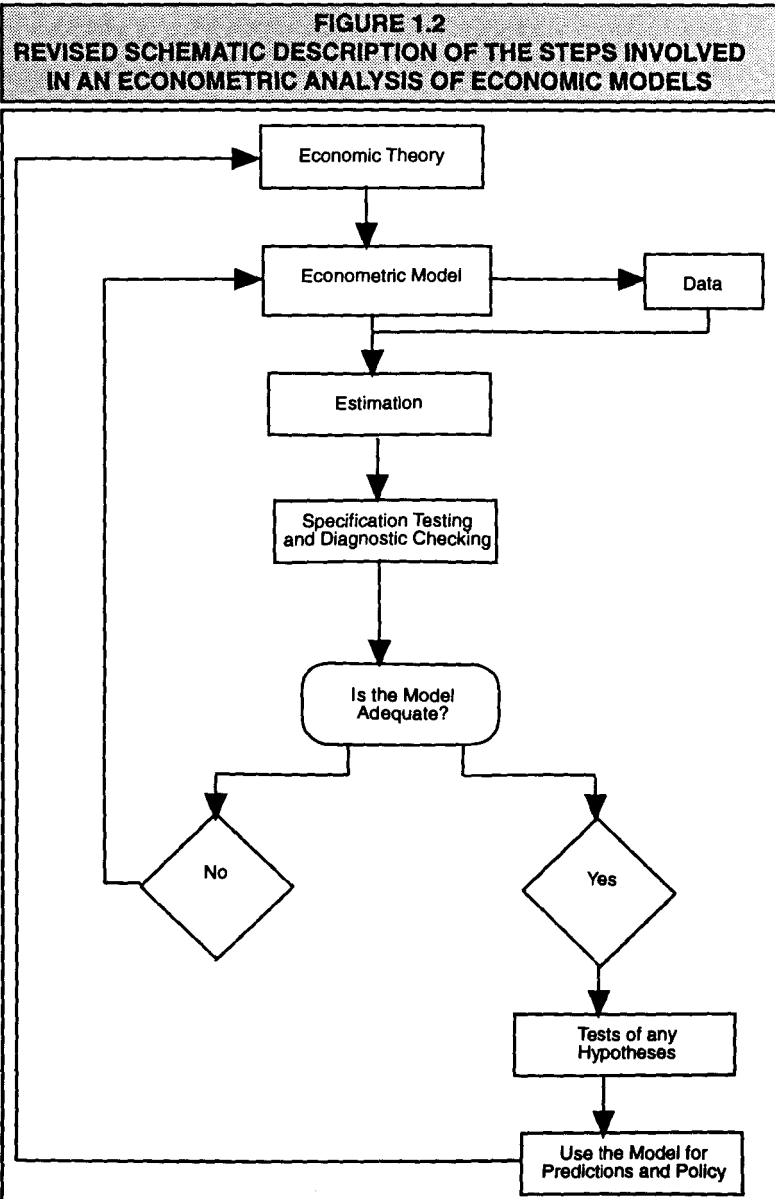 FIGURE 1.2
REVISED SCHEMATIC DESCRIPTION OF THE STEPS INVOLVED
IN AN ECONOMETRIC ANALYSIS OF ECONOMIC MODELS
Economic Theory
Econometric Model
Data
Estimation
Specification Testing
and Diagnostic Checking
Is the Model
Adequate?
No
Yes
Tests of any
Hypotheses
Use the Model for
Predictions and Policy